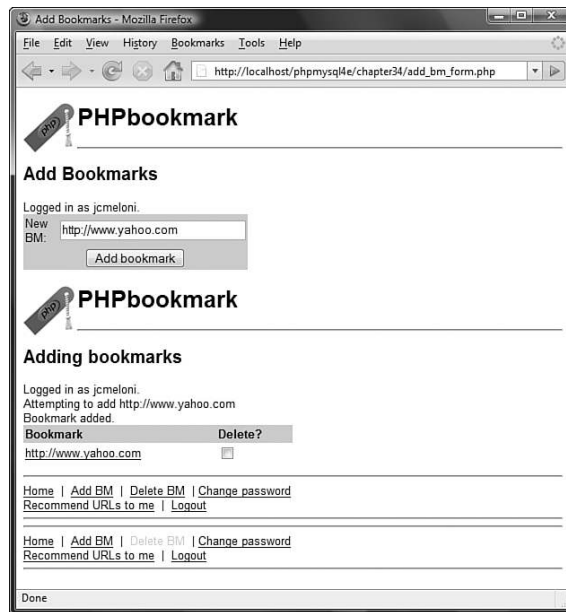 Add Bookmarks - Mozilla Firefox
File Edit View History Bookmarks Tools Help
http://localhost/phpmysql4e/chapter34/add_bm_form.php
php
PHPbookmark
Add Bookmarks
Logged in as jcmeloni.
New BM:
http://www.yahoo.com
Add bookmark
php
PHPbookmark
Adding bookmarks
Logged in as jcmeloni.
Attempting to add http://www.yahoo.com
Bookmark added.
Bookmark Delete?
http://www.yahoo.com
Home | Add BM | Delete BM | Change password
Recommend URLs to me | Logout
Home | Add BM | Delete BM | Change password
Recommend URLs to me | Logout
Done